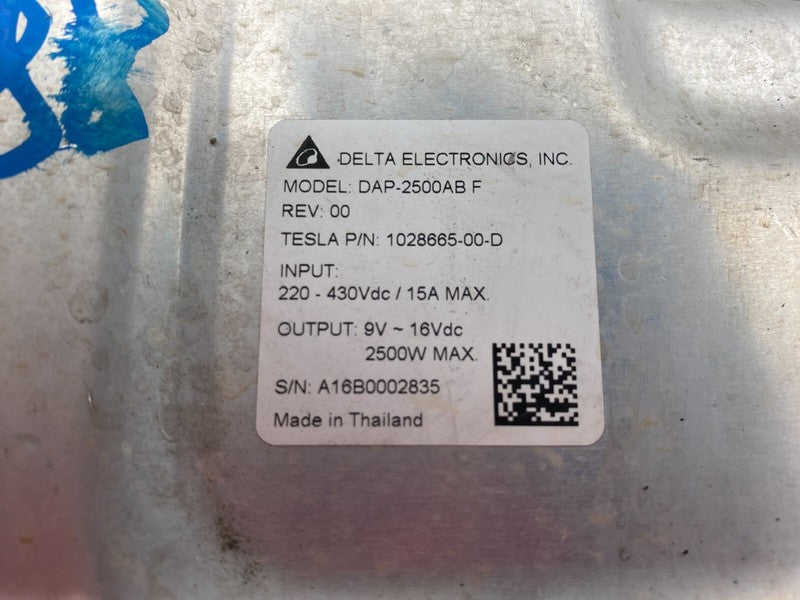 DELTA ELECTRONICS, INC.
MODEL: DAP-2500AB F
REV: 00
TESLA P/N: 1028665-00-D
INPUT:
220 - 430Vdc / 15A MAX.
OUTPUT: 9V ~ 16Vdc
2500W MAX.
S/N: A16B0002835
Made in Thailand